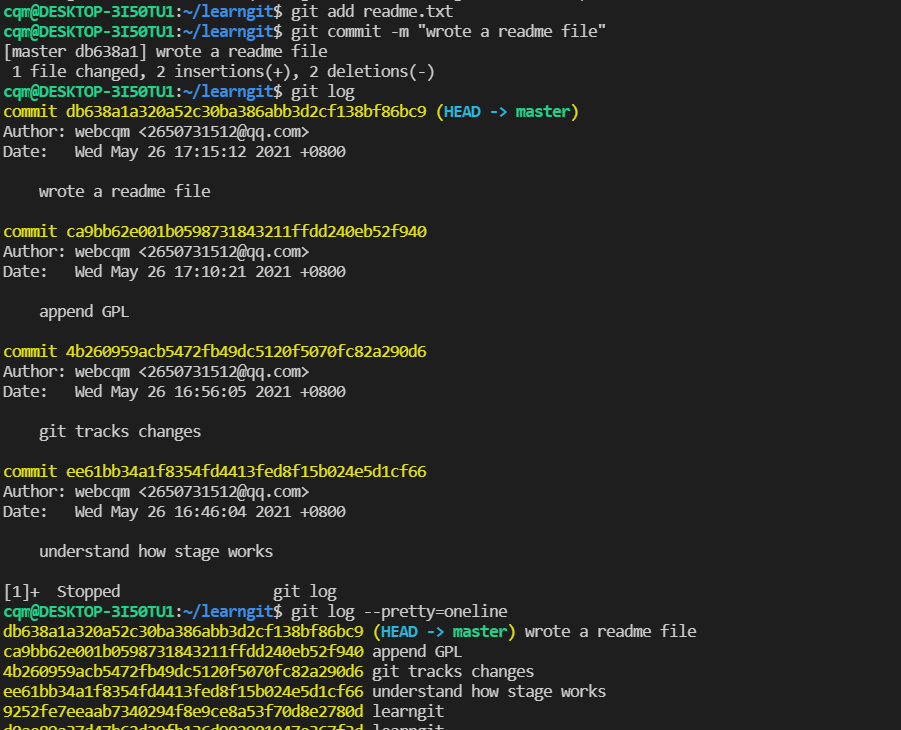 cqm@DESKTOP-3I50TU1:~/learngit$ git add readme.txt
cqm@DESKTOP-3I50TU1:~/learngit$ git commit -m "wrote a readme file"
[master db638a1] wrote a readme file
 1 file changed, 2 insertions(+), 2 deletions(-)
cqm@DESKTOP-3I50TU1:~/learngit$ git log
commit db638a1a320a52c30ba386abb3d2cf138bf86bc9 (HEAD -> master)
Author: webcqm <2650731512@qq.com>
Date:   Wed May 26 17:15:12 2021 +0800
    wrote a readme file
commit ca9bb62e001b0598731843211ffdd240eb52f940
Author: webcqm <2650731512@qq.com>
Date:   Wed May 26 17:10:21 2021 +0800
    append GPL
commit 4b260959acb5472fb49dc5120f5070fc82a290d6
Author: webcqm <2650731512@qq.com>
Date:   Wed May 26 16:56:05 2021 +0800
    git tracks changes
commit ee61bb34a1f8354fd4413fed8f15b024e5d1cf66
Author: webcqm <2650731512@qq.com>
Date:   Wed May 26 16:46:04 2021 +0800
    understand how stage works
[1]+  Stopped                 git log
cqm@DESKTOP-3I50TU1:~/learngit$ git log --pretty=oneline
db638a1a320a52c30ba386abb3d2cf138bf86bc9 (HEAD -> master) wrote a readme file
ca9bb62e001b0598731843211ffdd240eb52f940 append GPL
4b260959acb5472fb49dc5120f5070fc82a290d6 git tracks changes
ee61bb34a1f8354fd4413fed8f15b024e5d1cf66 understand how stage works
9252fe7eeaab7340294f8e9ce8a53f70d8e2780d learngit
learngit